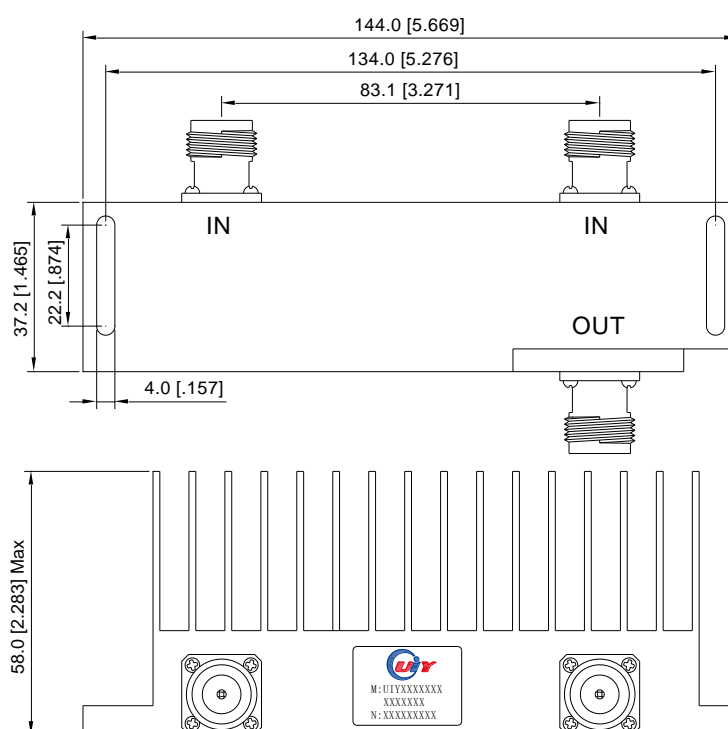 144.0 [5.669]
134.0 [5.276]
83.1 [3.271]
IN
IN
37.2 [1.465]
22.2 [.874]
OUT
4.0 [.157]
58.0 [2.283] Max
UIY
M:UIYXXXXXXX
XXXXXXX
N:XXXXXXXXX